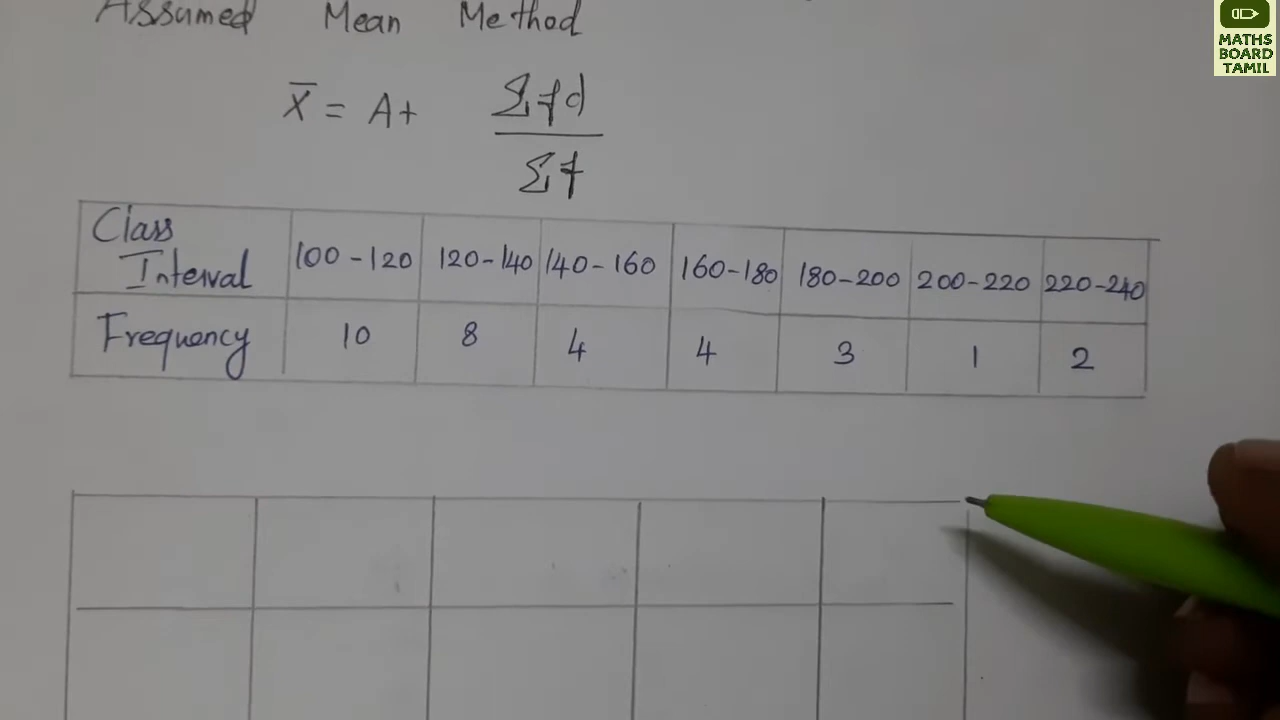 Assumed Mean Method
X̄ = A+ Σfd / Σf
Class Interval 100-120 120-140 140-160 160-180 180-200 200-220 220-240
Frequency 10 8 4 4 3 1 2
MATHS
BOARD
TAMIL